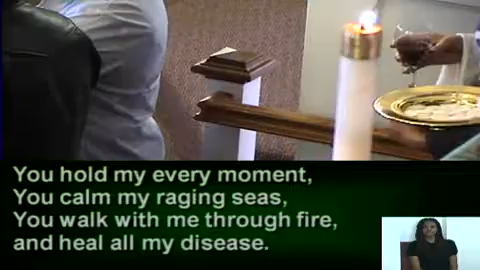 You hold my every moment,
You calm my raging seas,
You walk with me through fire,
and heal all my disease.